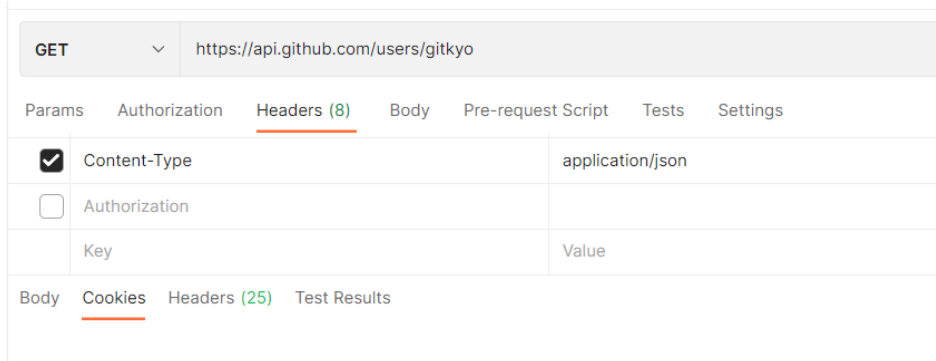 GET https://api.github.com/users/gitkyo
Params Authorization Headers (8) Body Pre-request Script Tests Settings
Content-Type application/json
Authorization
Key Value
Body Cookies Headers (25) Test Results